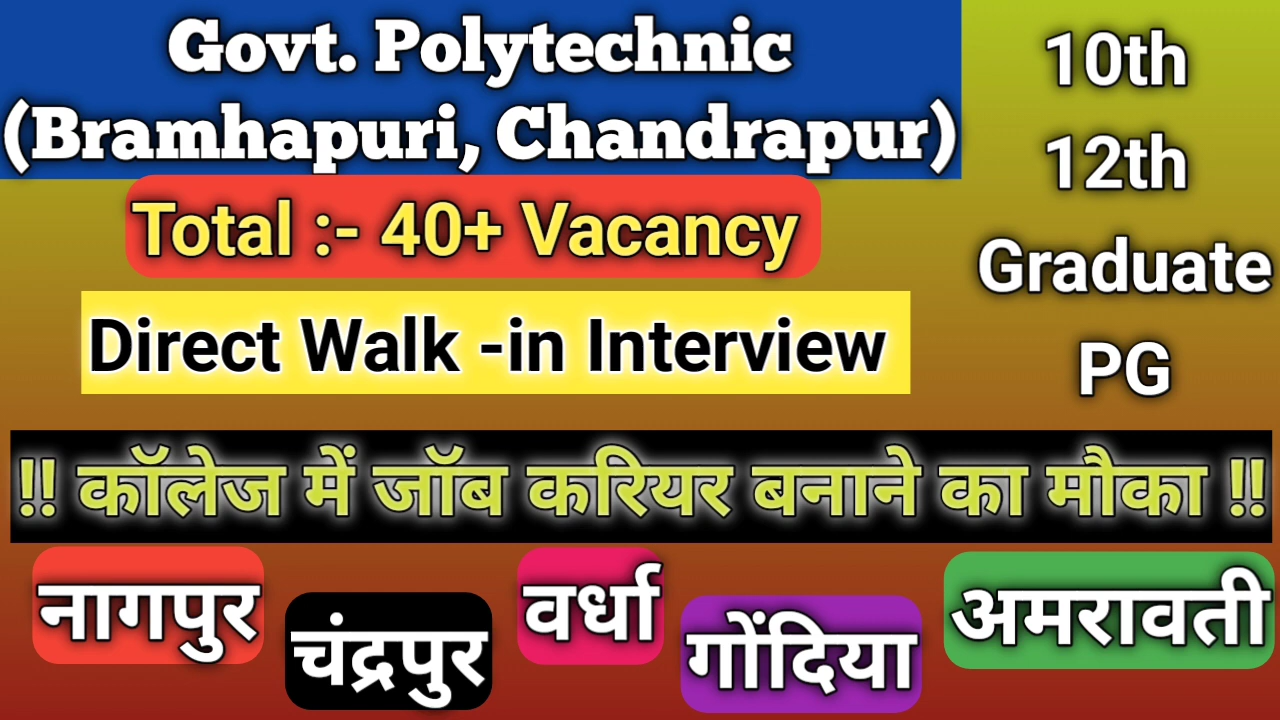 Govt. Polytechnic
(Bramhapuri, Chandrapur)
Total :- 40+ Vacancy
Direct Walk -in Interview
10th
12th
Graduate
PG
!! कॉलेज में जॉब करियर बनाने का मौका !!
नागपुर
चंद्रपुर
वर्धा
गोंदिया
अमरावती